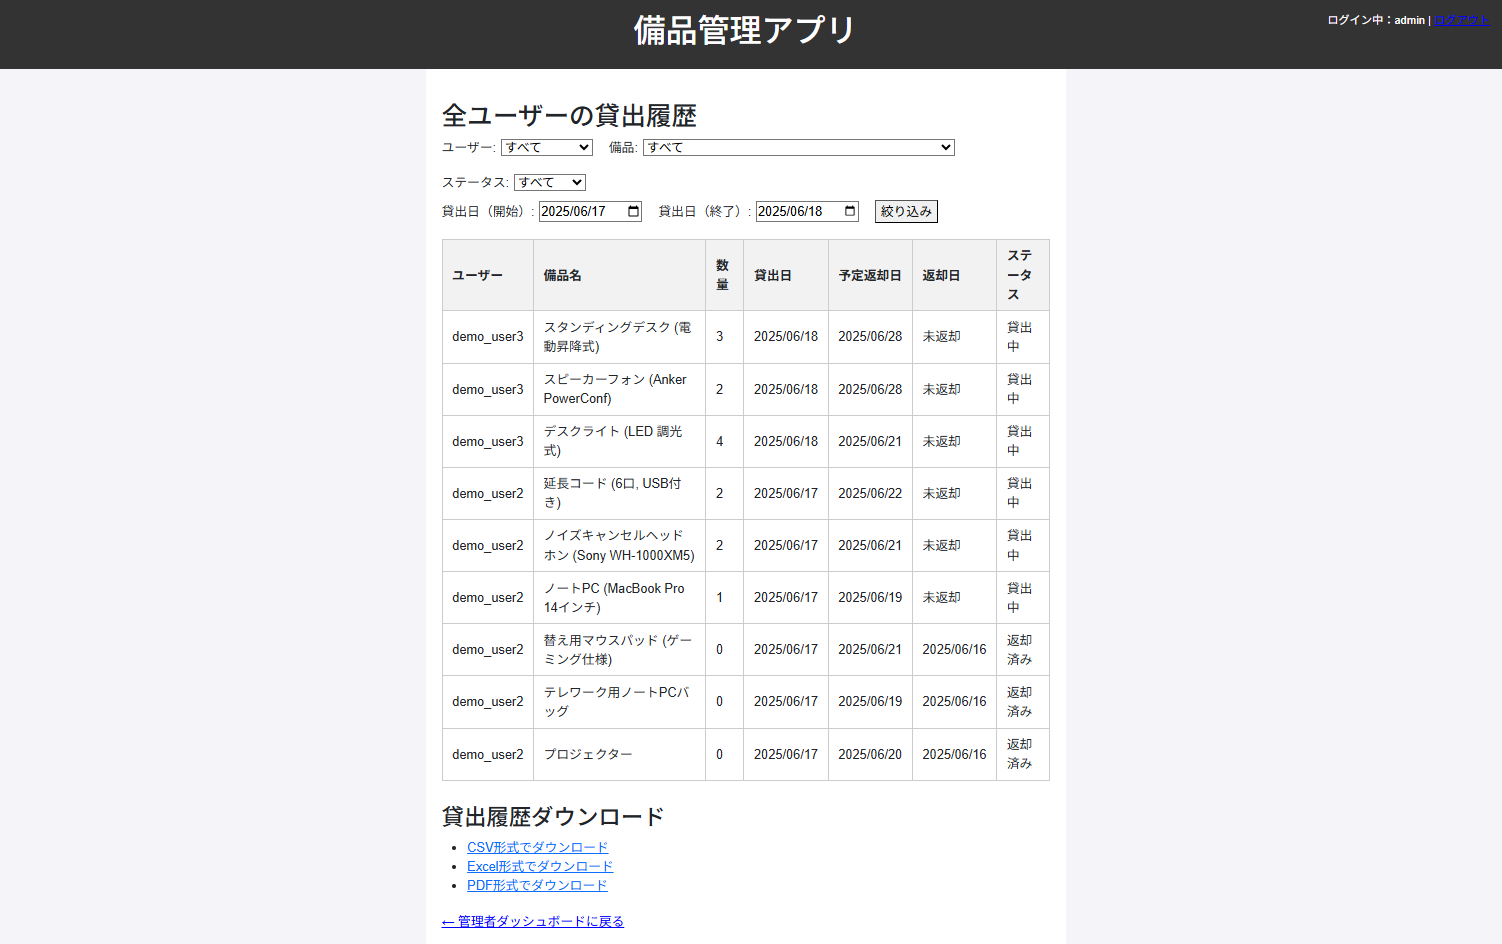 備品管理アプリ
ログイン中：admin | ログアウト
全ユーザーの貸出履歴
ユーザー: すべて 備品: すべて
ステータス: すべて
貸出日（開始）: 2025/06/17 貸出日（終了）: 2025/06/18 絞り込み
ユーザー 備品名 数量 貸出日 予定返却日 返却日 ステータス
demo_user3 スタンディングデスク (電動昇降式) 3 2025/06/18 2025/06/28 未返却 貸出中
demo_user3 スピーカーフォン (Anker PowerConf) 2 2025/06/18 2025/06/28 未返却 貸出中
demo_user3 デスクライト (LED 調光式) 4 2025/06/18 2025/06/21 未返却 貸出中
demo_user2 延長コード (6口, USB付き) 2 2025/06/17 2025/06/22 未返却 貸出中
demo_user2 ノイズキャンセルヘッドホン (Sony WH-1000XM5) 2 2025/06/17 2025/06/21 未返却 貸出中
demo_user2 ノートPC (MacBook Pro 14インチ) 1 2025/06/17 2025/06/19 未返却 貸出中
demo_user2 替え用マウスパッド (ゲーミング仕様) 0 2025/06/17 2025/06/21 2025/06/16 返却済み
demo_user2 テレワーク用ノートPCバッグ 0 2025/06/17 2025/06/19 2025/06/16 返却済み
demo_user2 プロジェクター 0 2025/06/17 2025/06/20 2025/06/16 返却済み
貸出履歴ダウンロード
• CSV形式でダウンロード
• Excel形式でダウンロード
• PDF形式でダウンロード
← 管理者ダッシュボードに戻る